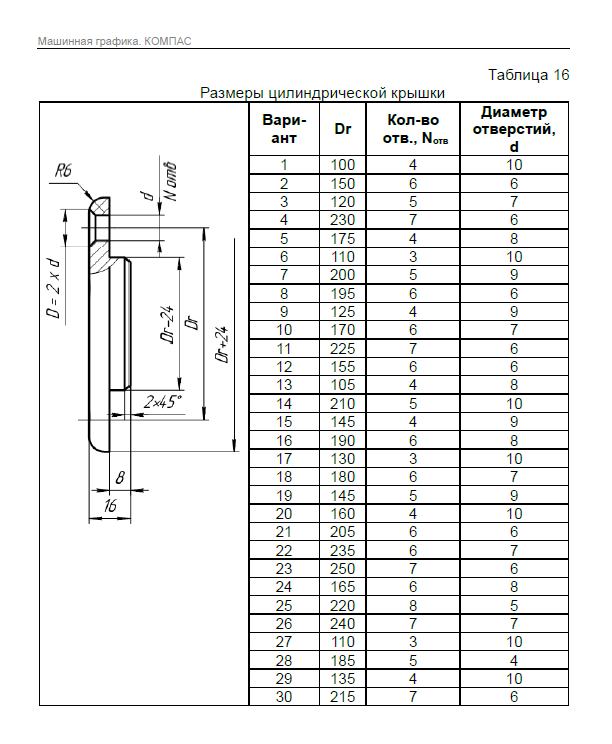 Машинная графика. КОМПАС
Таблица 16
Размеры цилиндрической крышки
R6
d
N отв
D = 2 x d
Dr-24
Dr
Dr+24
2×45°
8
16
Вари-
ант
Dr
Кол-во
отв., Nотв
Диаметр
отверстий,
d
1 100 4 10
2 150 6 6
3 120 5 7
4 230 7 6
5 175 4 8
6 110 3 10
7 200 5 9
8 195 6 6
9 125 4 9
10 170 6 7
11 225 7 6
12 155 6 6
13 105 4 8
14 210 5 10
15 145 4 9
16 190 6 8
17 130 3 10
18 180 6 7
19 145 5 9
20 160 4 10
21 205 6 6
22 235 6 7
23 250 7 6
24 165 6 8
25 220 8 5
26 240 7 7
27 110 3 10
28 185 5 4
29 135 4 10
30 215 7 6